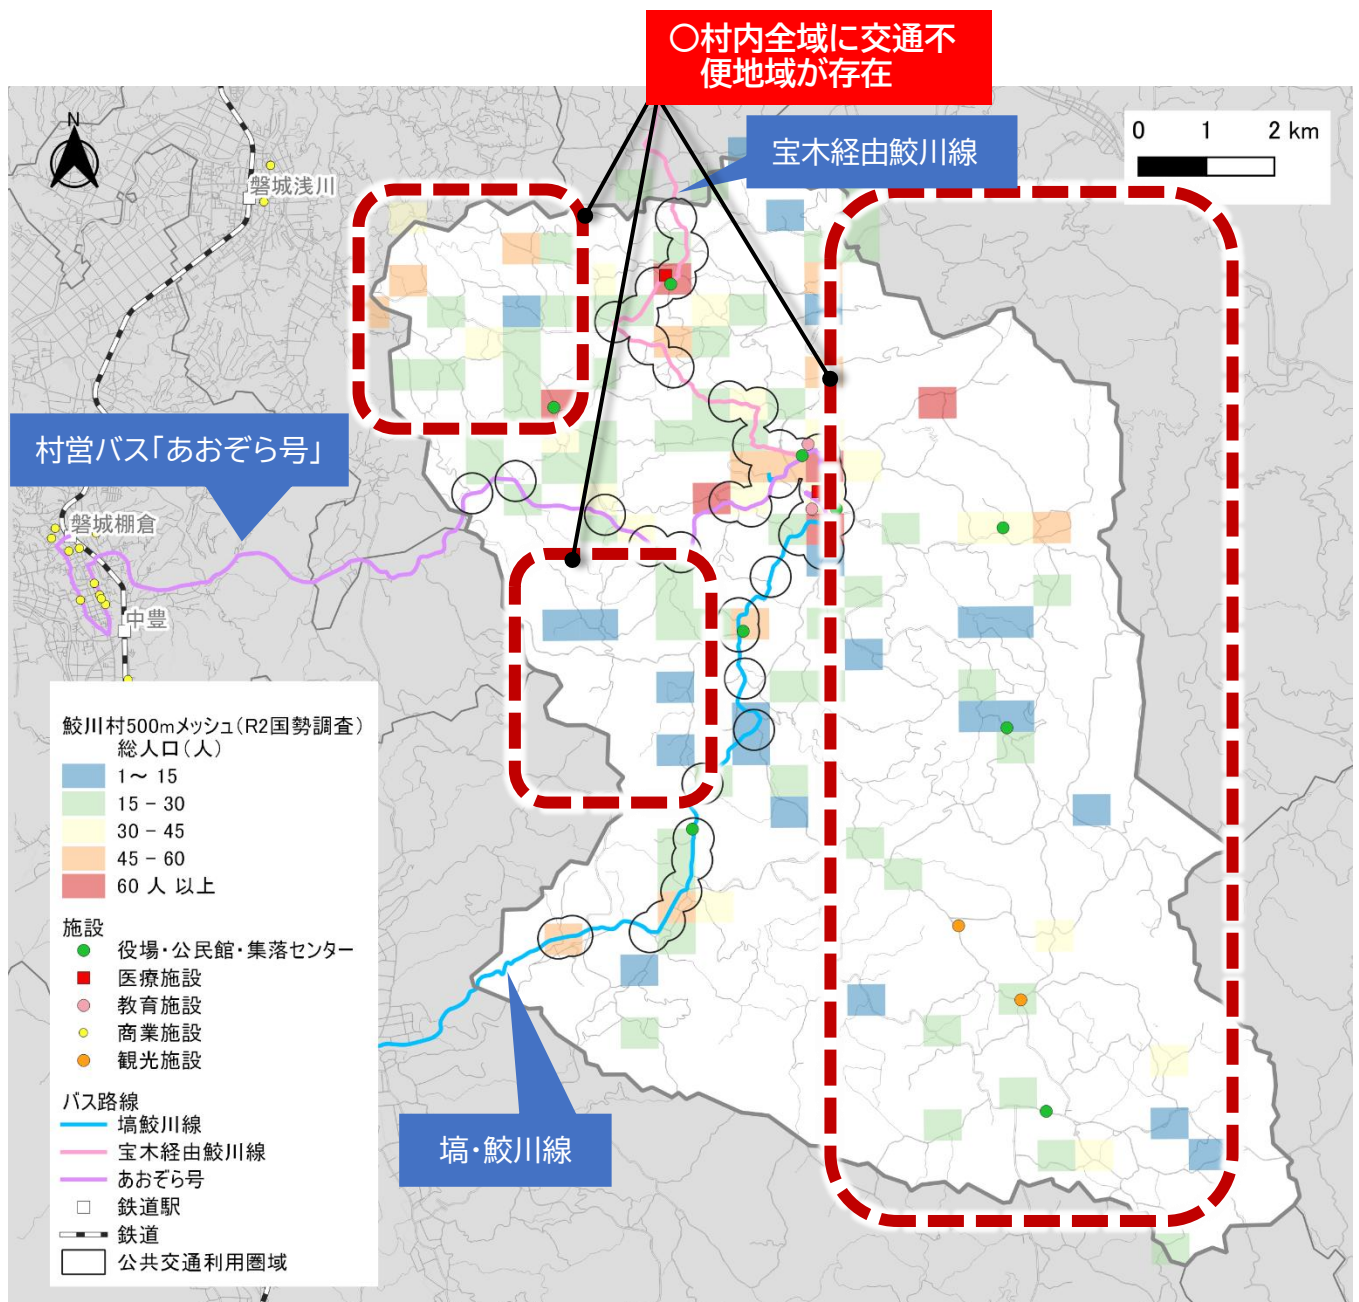 〇村内全域に交通不
便地域が存在
N
0 1 2 km
宝木経由鮫川線
磐城浅川
村営バス「あおぞら号」
磐城棚倉
中豊
鮫川村500mメッシュ（R2国勢調査）
総人口（人）
1～ 15
15 - 30
30 - 45
45 - 60
60 人 以上
施設
役場・公民館・集落センター
医療施設
教育施設
商業施設
観光施設
バス路線
塙鮫川線
宝木経由鮫川線
あおぞら号
鉄道駅
鉄道
公共交通利用圏域
塙・鮫川線